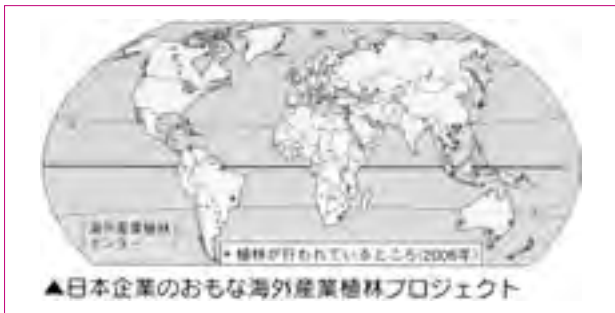 海外産業植林
センター
• 植林が行われているところ(2006年)
▲日本企業のおもな海外産業植林プロジェクト